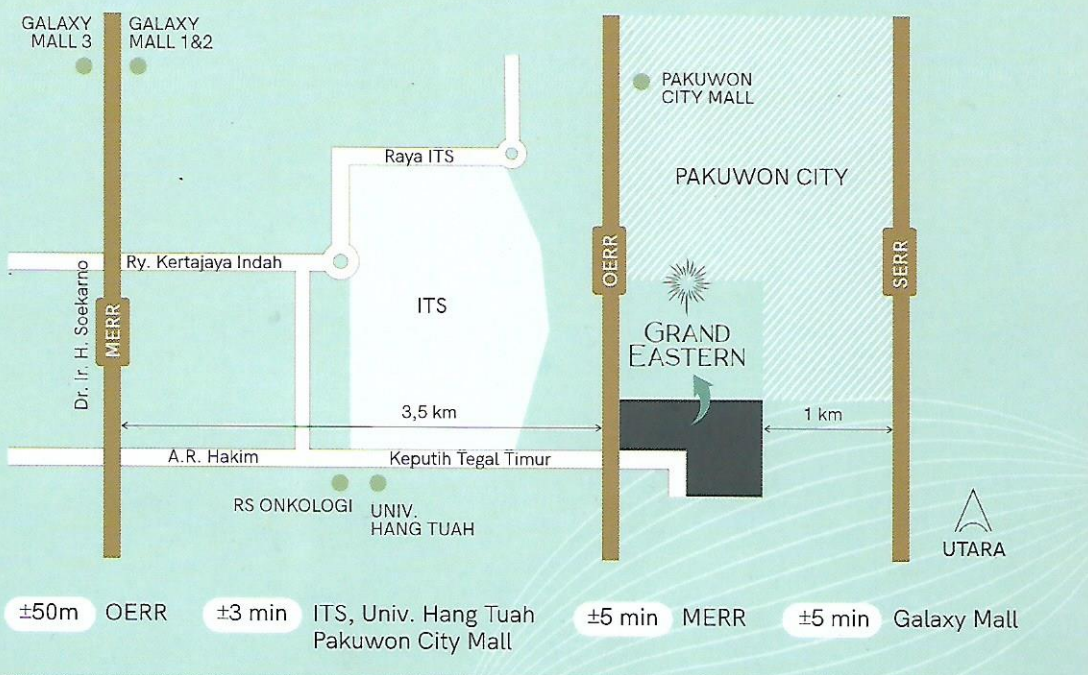 GALAXY
MALL 3
GALAXY
MALL 1&2
PAKUWON
CITY MALL
Raya ITS
PAKUWON CITY
Ry. Kertajaya Indah
OERR
SERR
Dr. Ir. H. Soekarno
MERR
ITS
GRAND
EASTERN
3,5 km
1 km
A.R. Hakim
Keputih Tegal Timur
RS ONKOLOGI
UNIV.
HANG TUAH
UTARA
±50m OERR
±3 min ITS, Univ. Hang Tuah
Pakuwon City Mall
±5 min MERR
±5 min Galaxy Mall